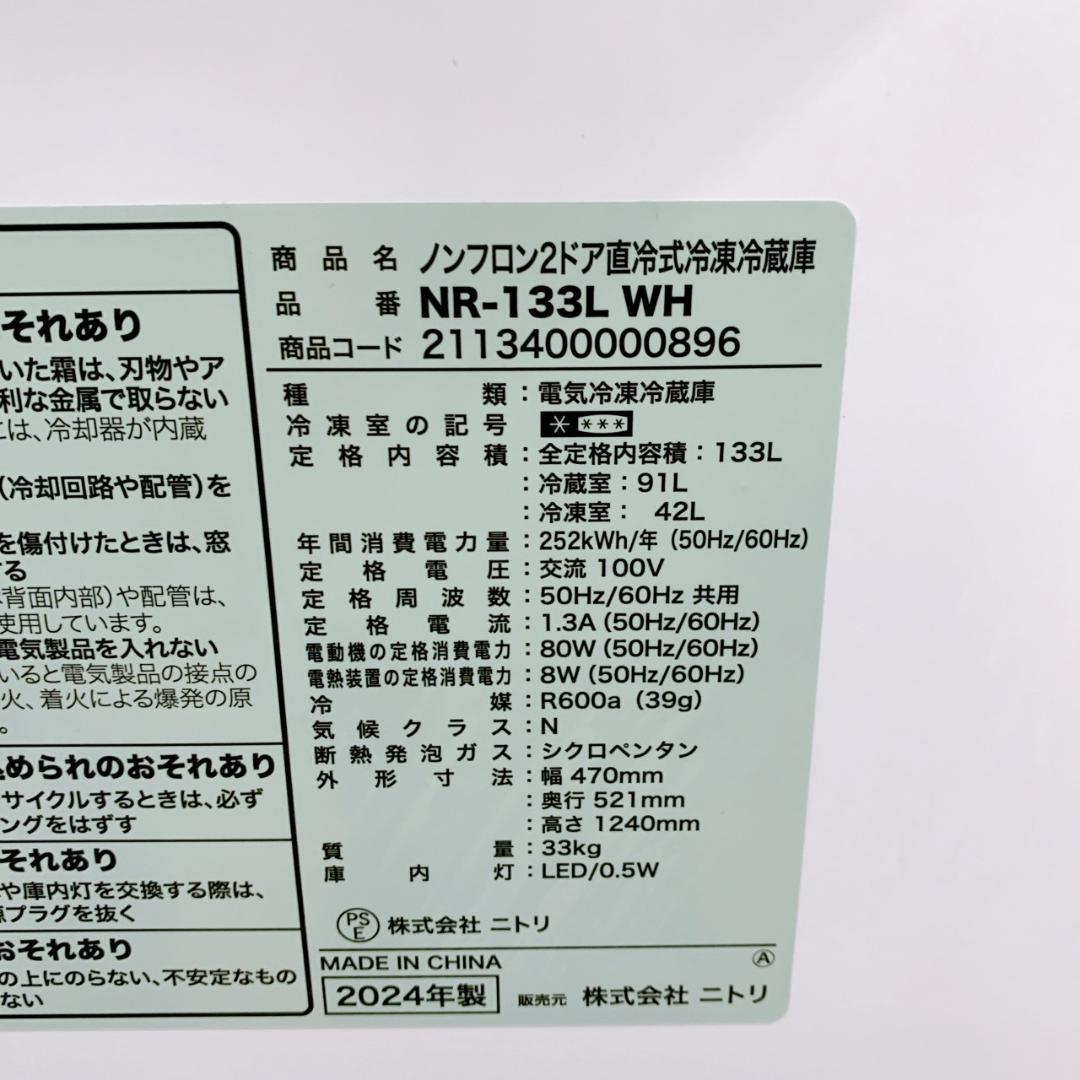 それあり
いた霜は、刃物やア
利な金属で取らない
には、冷却器が内蔵
(冷却回路や配管)を
を傷付けたときは、窓
する
背面内部)や配管は、
使用しています。
電気製品を入れない
いると電気製品の接点の
火、着火による爆発の原
。
められのおそれあり
サイクルするときは、必ず
ングをはずす
それあり
や庫内灯を交換する際は、
プラグを抜く
おそれあり
の上にのらない、不安定なもの
ない
商品名 ノンフロン2ドア直冷式冷凍冷蔵庫
品番 NR-133L WH
商品コード 2113400000896
種類：電気冷凍冷蔵庫
冷凍室の記号
定格内容積：全定格内容積：133L
：冷蔵室：91L
：冷凍室： 42L
年間消費電力量：252kWh/年（50Hz/60Hz）
定格電圧：交流 100V
定格周波数：50Hz/60Hz 共用
定格電流：1.3A（50Hz/60Hz）
電動機の定格消費電力：80W（50Hz/60Hz）
電熱装置の定格消費電力：8W（50Hz/60Hz）
冷媒：R600a（39g）
気候クラス：N
断熱発泡ガス：シクロペンタン
外形寸法：幅 470mm
：奥行 521mm
：高さ 1240mm
質量：33kg
庫内灯：LED/0.5W
PSE 株式会社 ニトリ
MADE IN CHINA Ⓐ
2024年製 販売元 株式会社 ニトリ